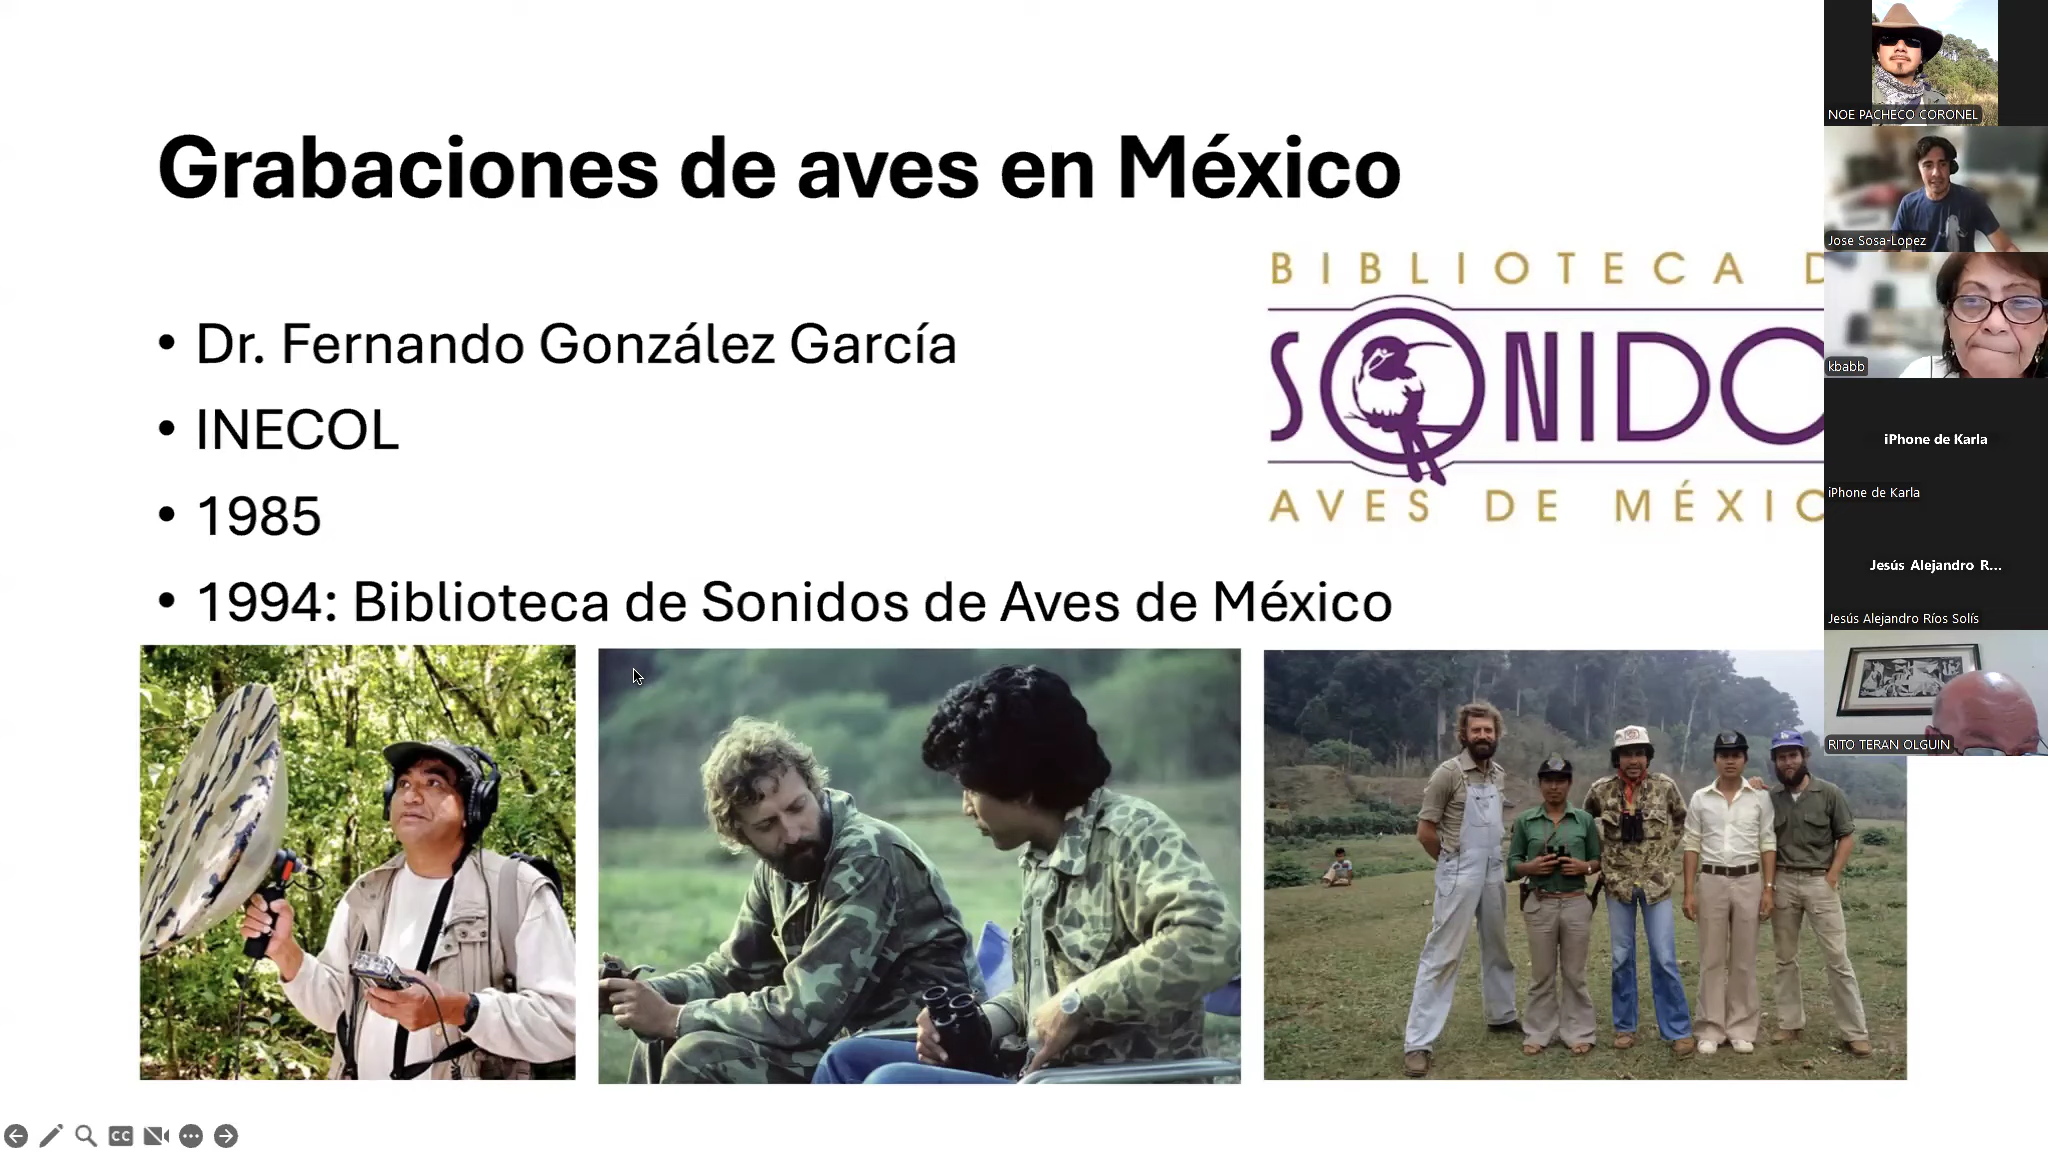 Grabaciones de aves en México
• Dr. Fernando González García
• INECOL
• 1985
• 1994: Biblioteca de Sonidos de Aves de México
BIBLIOTECA D
SONIDO
AVES DE MÉXIC
NOE PACHECO CORONEL
Jose Sosa-Lopez
kbabb
iPhone de Karla
iPhone de Karla
Jesús Alejandro R...
Jesús Alejandro Ríos Solís
RITO TERAN OLGUIN
CC